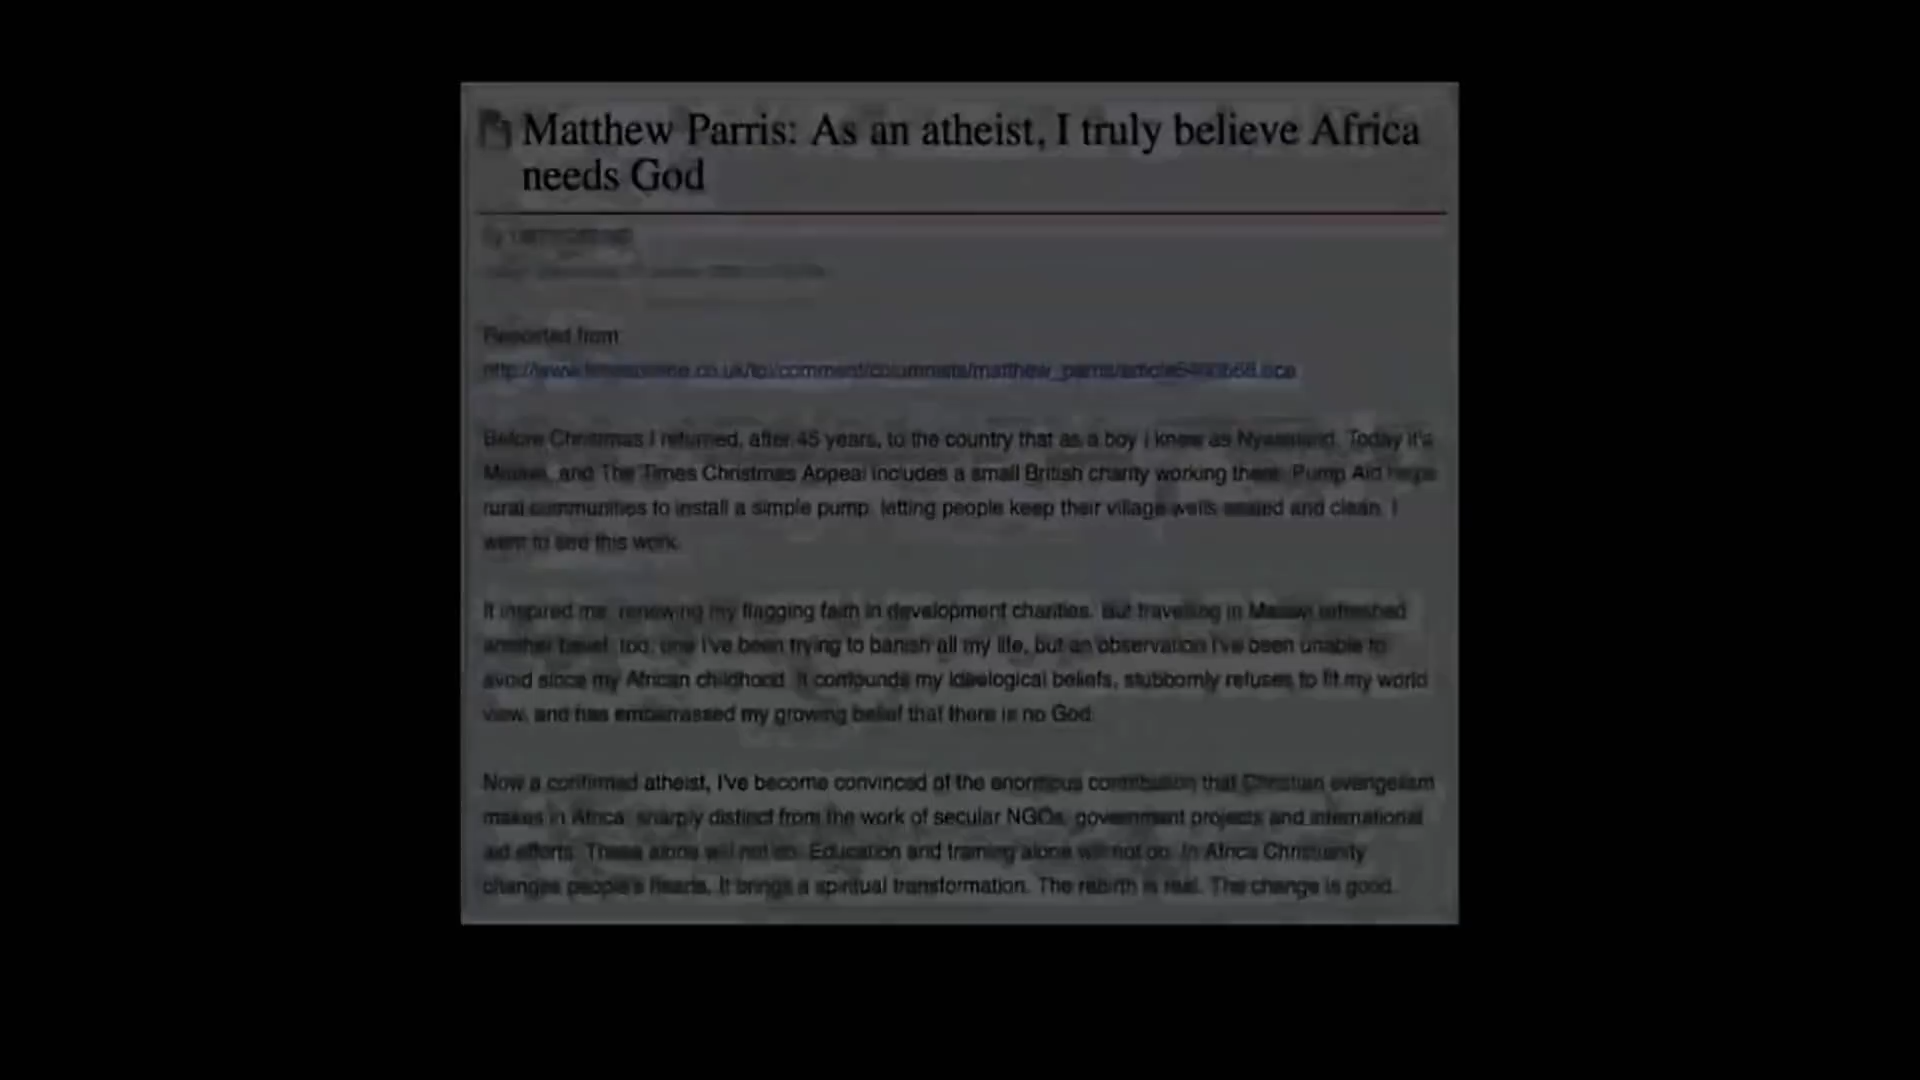 Matthew Parris: As an atheist, I truly believe Africa
needs God
Reported from
Before Christmas I returned, after 45 years, to the country that as a boy I knew as Nyasaland. Today it's
Malawi, and The Times Christmas Appeal includes a small British charity working there. Pump Aid helps
rural communities to install a simple pump, letting people keep their village wells sealed and clean. I
went to see this work.
It inspired me, renewing my flagging faith in development charities. But travelling in Malawi refreshed
another belief, too: one I've been trying to banish all my life, but an observation I've been unable to
avoid since my African childhood. It confounds my ideological beliefs, stubbornly refuses to fit my world
view, and has embarrassed my growing belief that there is no God.
Now a confirmed atheist, I've become convinced of the enormous contribution that Christian evangelism
makes in Africa: sharply distinct from the work of secular NGOs, government projects and international
aid efforts. These alone will not do. Education and training alone will not do. In Africa Christianity
changes people's hearts. It brings a spiritual transformation. The rebirth is real. The change is good.